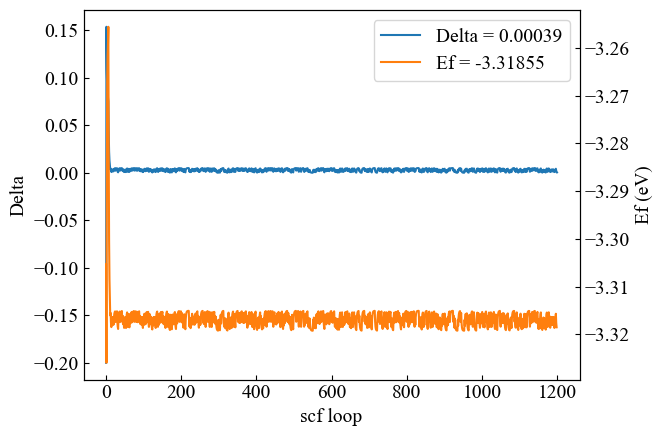 Delta = 0.00039
Ef = -3.31855
0.15
0.10
0.05
0.00
−0.05
−0.10
−0.15
−0.20
Delta
−3.26
−3.27
−3.28
−3.29
−3.30
−3.31
−3.32
Ef (eV)
0 200 400 600 800 1000 1200
scf loop